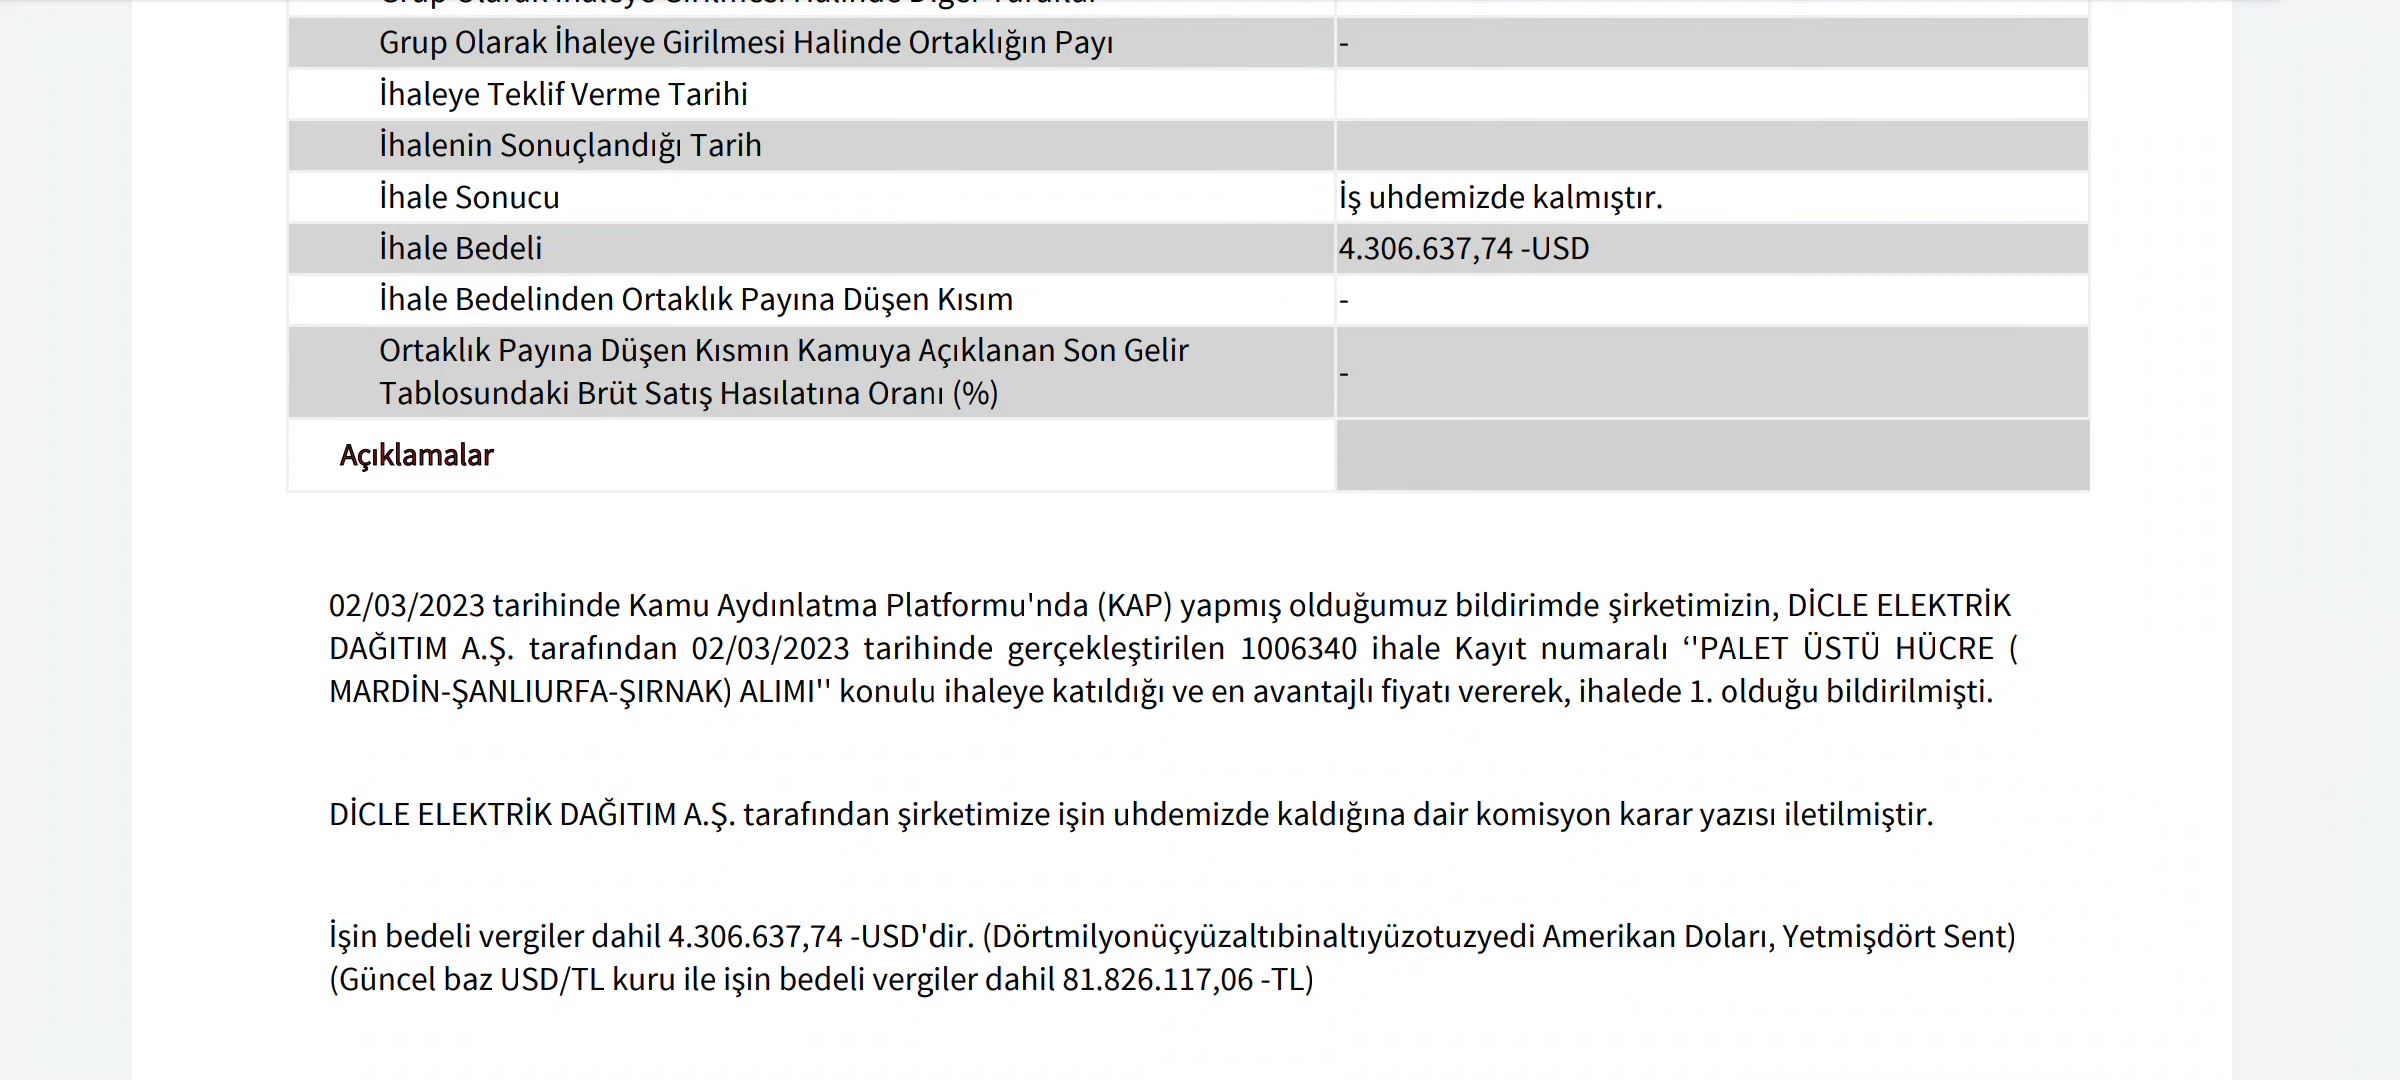 Grup Olarak İhaleye Girilmesi Halinde Diğer Taraflar
Grup Olarak İhaleye Girilmesi Halinde Ortaklığın Payı -
İhaleye Teklif Verme Tarihi
İhalenin Sonuçlandığı Tarih
İhale Sonucu İş uhdemizde kalmıştır.
İhale Bedeli 4.306.637,74 -USD
İhale Bedelinden Ortaklık Payına Düşen Kısım -
Ortaklık Payına Düşen Kısmın Kamuya Açıklanan Son Gelir
Tablosundaki Brüt Satış Hasılatına Oranı (%) -
Açıklamalar
02/03/2023 tarihinde Kamu Aydınlatma Platformu'nda (KAP) yapmış olduğumuz bildirimde şirketimizin, DİCLE ELEKTRİK
DAĞITIM A.Ş. tarafından 02/03/2023 tarihinde gerçekleştirilen 1006340 ihale Kayıt numaralı ‘'PALET ÜSTÜ HÜCRE (
MARDİN-ŞANLIURFA-ŞIRNAK) ALIMI'' konulu ihaleye katıldığı ve en avantajlı fiyatı vererek, ihalede 1. olduğu bildirilmişti.
DİCLE ELEKTRİK DAĞITIM A.Ş. tarafından şirketimize işin uhdemizde kaldığına dair komisyon karar yazısı iletilmiştir.
İşin bedeli vergiler dahil 4.306.637,74 -USD'dir. (Dörtmilyonüçyüzaltıbinaltıyüzotuzyedi Amerikan Doları, Yetmişdört Sent)
(Güncel baz USD/TL kuru ile işin bedeli vergiler dahil 81.826.117,06 -TL)